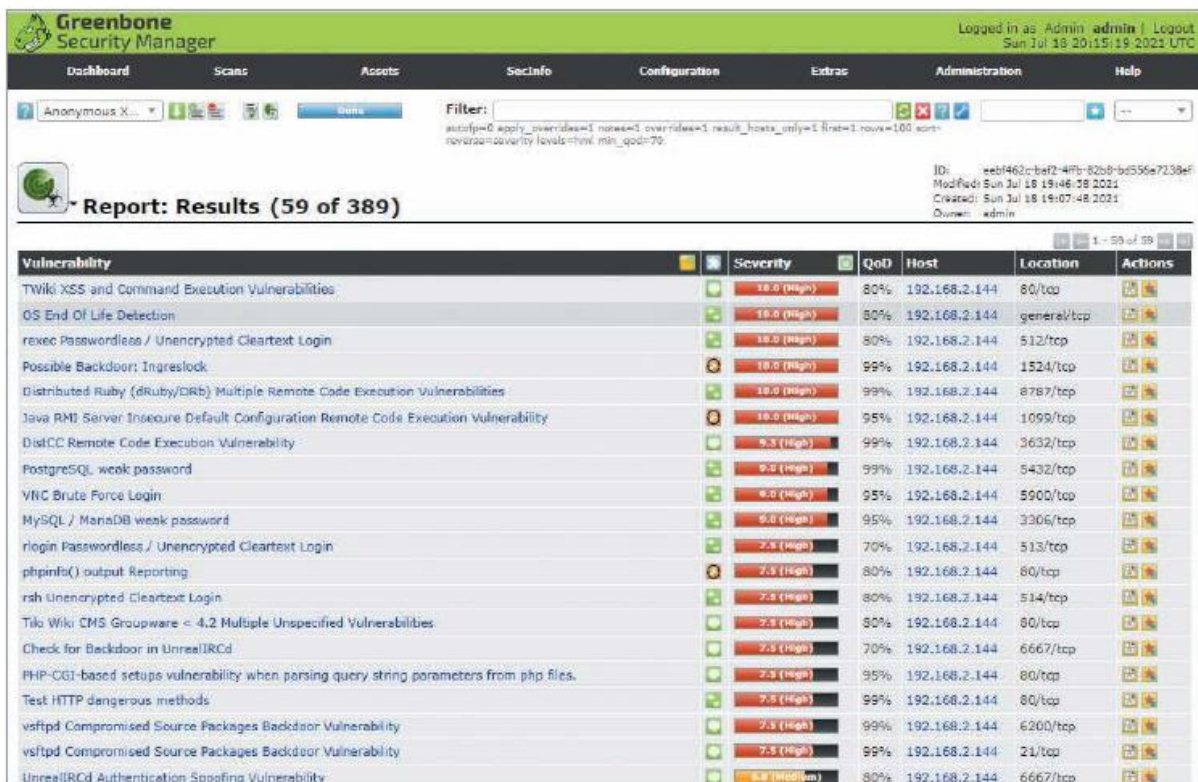 Greenbone
Security Manager
Logged in as Admin admin | Logout
Sun Jul 18 20:15:19 2021 UTC
Dashboard Scans Assets SecInfo Configuration Extras Administration Help
Anonymous X... Done Filter: --
autofp=0 apply_overrides=1 notes=1 overrides=1 result_hosts_only=1 first=1 rows=100 sort-
reverse=severity levels=hml min_qod=70
Report: Results (59 of 389)
ID: eebf462c-baf2-4ffb-82b8-bd556a7238ef
Modified: Sun Jul 18 19:46:38 2021
Created: Sun Jul 18 19:07:48 2021
Owner: admin
1 - 59 of 59
Vulnerability Severity QoD Host Location Actions
TWiki XSS and Command Execution Vulnerabilities 10.0 (High) 80% 192.168.2.144 80/tcp
OS End Of Life Detection 10.0 (High) 80% 192.168.2.144 general/tcp
rexec Passwordless / Unencrypted Cleartext Login 10.0 (High) 80% 192.168.2.144 512/tcp
Possible Backdoor: Ingreslock 10.0 (High) 99% 192.168.2.144 1524/tcp
Distributed Ruby (dRuby/DRb) Multiple Remote Code Execution Vulnerabilities 10.0 (High) 99% 192.168.2.144 8787/tcp
Java RMI Server Insecure Default Configuration Remote Code Execution Vulnerability 10.0 (High) 95% 192.168.2.144 1099/tcp
DistCC Remote Code Execution Vulnerability 9.3 (High) 99% 192.168.2.144 3632/tcp
PostgreSQL weak password 9.0 (High) 99% 192.168.2.144 5432/tcp
VNC Brute Force Login 9.0 (High) 95% 192.168.2.144 5900/tcp
MySQL / MariaDB weak password 9.0 (High) 95% 192.168.2.144 3306/tcp
rlogin Passwordless / Unencrypted Cleartext Login 7.5 (High) 70% 192.168.2.144 513/tcp
phpinfo() output Reporting 7.5 (High) 80% 192.168.2.144 80/tcp
rsh Unencrypted Cleartext Login 7.5 (High) 80% 192.168.2.144 514/tcp
Tiki Wiki CMS Groupware < 4.2 Multiple Unspecified Vulnerabilities 7.5 (High) 80% 192.168.2.144 80/tcp
Check for Backdoor in UnrealIRCd 7.5 (High) 70% 192.168.2.144 6667/tcp
PHP-CGI-based setups vulnerability when parsing query string parameters from php files. 7.5 (High) 95% 192.168.2.144 80/tcp
Test HTTP dangerous methods 7.5 (High) 99% 192.168.2.144 80/tcp
vsftpd Compromised Source Packages Backdoor Vulnerability 7.5 (High) 99% 192.168.2.144 6200/tcp
vsftpd Compromised Source Packages Backdoor Vulnerability 7.5 (High) 99% 192.168.2.144 21/tcp
UnrealIRCd Authentication Spoofing Vulnerability 6.8 (Medium) 80% 192.168.2.144 6667/tcp